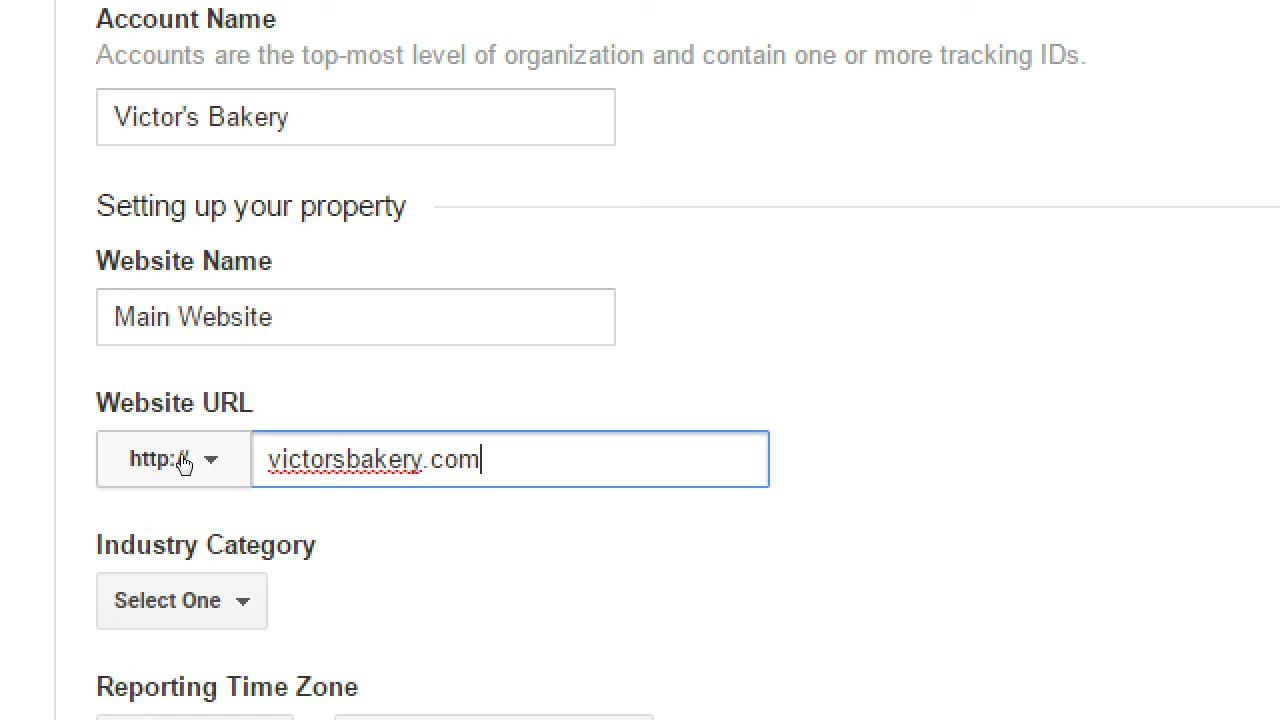 Account Name
Accounts are the top-most level of organization and contain one or more tracking IDs.
Victor's Bakery
Setting up your property
Website Name
Main Website
Website URL
http:// victorsbakery.com
Industry Category
Select One
Reporting Time Zone